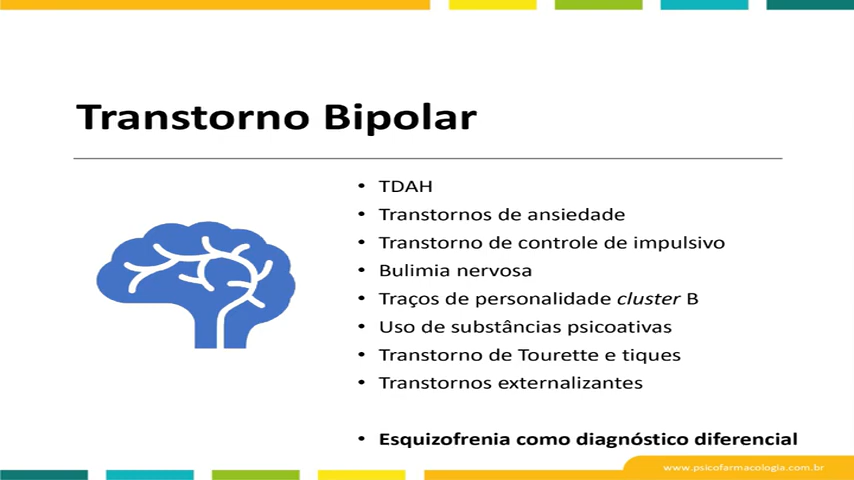 Transtorno Bipolar
• TDAH
• Transtornos de ansiedade
• Transtorno de controle de impulsivo
• Bulimia nervosa
• Traços de personalidade cluster B
• Uso de substâncias psicoativas
• Transtorno de Tourette e tiques
• Transtornos externalizantes
• Esquizofrenia como diagnóstico diferencial
www.psicofarmacologia.com.br